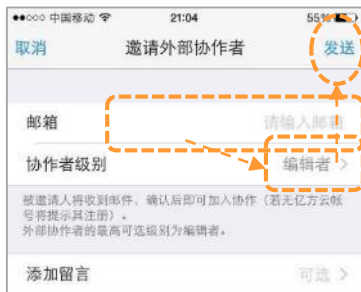 中国移动 21:04 55%
取消 邀请外部协作者 发送
邮箱 请输入邮箱
协作者级别 编辑者 >
被邀请人将收到邮件，确认后即可加入协作（若无亿方云帐
号将提示其注册）。
外部协作者的最高可选级别为编辑者。
添加留言 可选 >